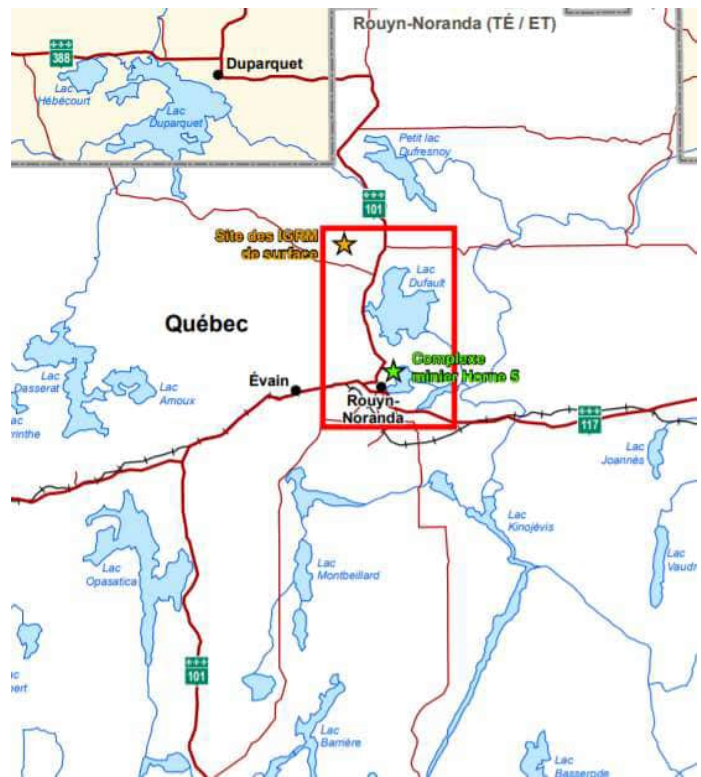 Rouyn-Noranda (TÉ / ET)
388
Duparquet
Lac
Hébécourt
Lac
Duparquet
Petit lac
Dufresnoy
101
Site des IGRM
de surface
Lac
Dufault
Québec
Complexe
minier Horne 5
Évain
Lac
Dasserat
Lac
Arnoux
Rouyn-
Noranda
117
Lac
Joannès
Lac
Kinojévis
Lac
Opasatica
Lac
Montbeillard
Lac
Vaudr
101
Lac
Barrière
Lac
Basserode